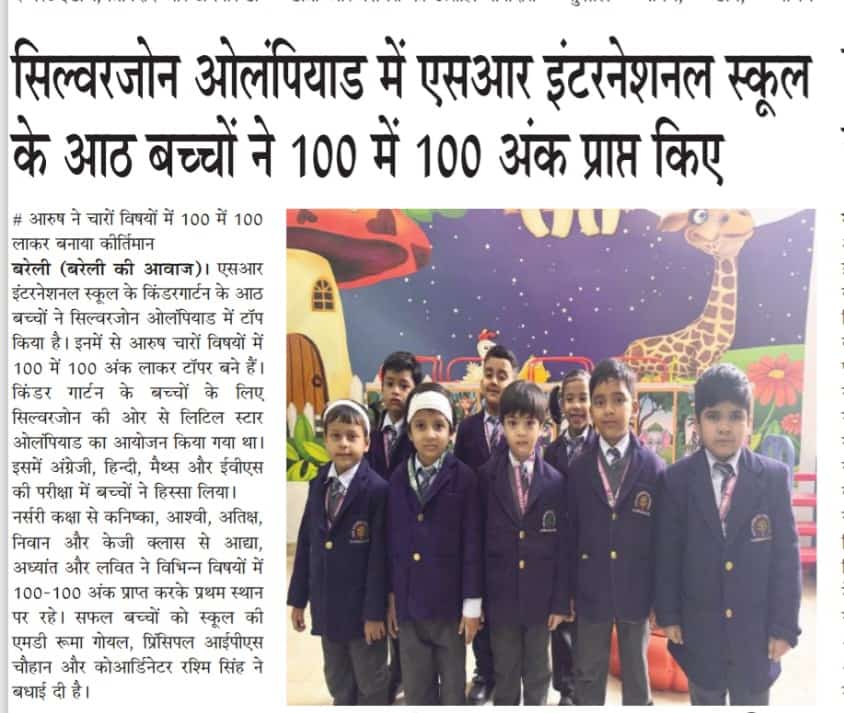 सिल्वरजोन ओलंपियाड में एसआर इंटरनेशनल स्कूल
के आठ बच्चों ने 100 में 100 अंक प्राप्त किए
# आरुष ने चारों विषयों में 100 में 100
लाकर बनाया कीर्तिमान
बरेली (बरेली की आवाज)। एसआर
इंटरनेशनल स्कूल के किंडरगार्टन के आठ
बच्चों ने सिल्वरजोन ओलंपियाड में टॉप
किया है। इनमें से आरुष चारों विषयों में
100 में 100 अंक लाकर टॉपर बने हैं।
किंडर गार्टन के बच्चों के लिए
सिल्वरजोन की ओर से लिटिल स्टार
ओलंपियाड का आयोजन किया गया था।
इसमें अंग्रेजी, हिन्दी, मैथ्स और ईवीएस
की परीक्षा में बच्चों ने हिस्सा लिया।
नर्सरी कक्षा से कनिष्का, आश्वी, अतिक्ष,
निवान और केजी क्लास से आद्या,
अध्यांत और लवित ने विभिन्न विषयों में
100-100 अंक प्राप्त करके प्रथम स्थान
पर रहे। सफल बच्चों को स्कूल की
एमडी रूमा गोयल, प्रिंसिपल आईपीएस
चौहान और कोआर्डिनेटर रश्मि सिंह ने
बधाई दी है।